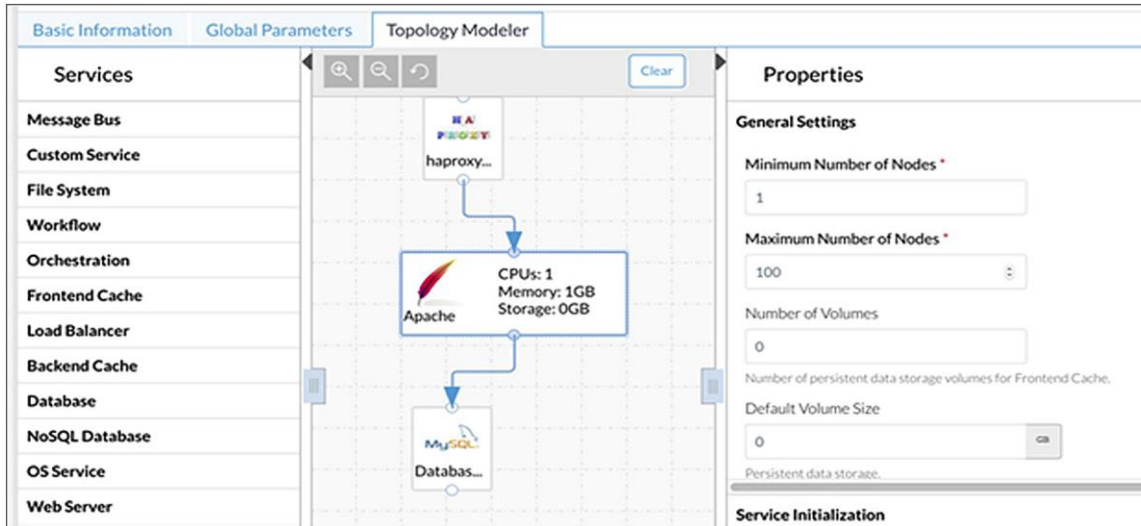 Basic Information Global Parameters Topology Modeler
Services
Message Bus
Custom Service
File System
Workflow
Orchestration
Frontend Cache
Load Balancer
Backend Cache
Database
NoSQL Database
OS Service
Web Server
Clear
HA
PROXY
haproxy...
CPUs: 1
Memory: 1GB
Storage: 0GB
Apache
MySQL
Databas...
Properties
General Settings
Minimum Number of Nodes *
1
Maximum Number of Nodes *
100
Number of Volumes
0
Number of persistent data storage volumes for Frontend Cache.
Default Volume Size
0 GB
Persistent data storage.
Service Initialization